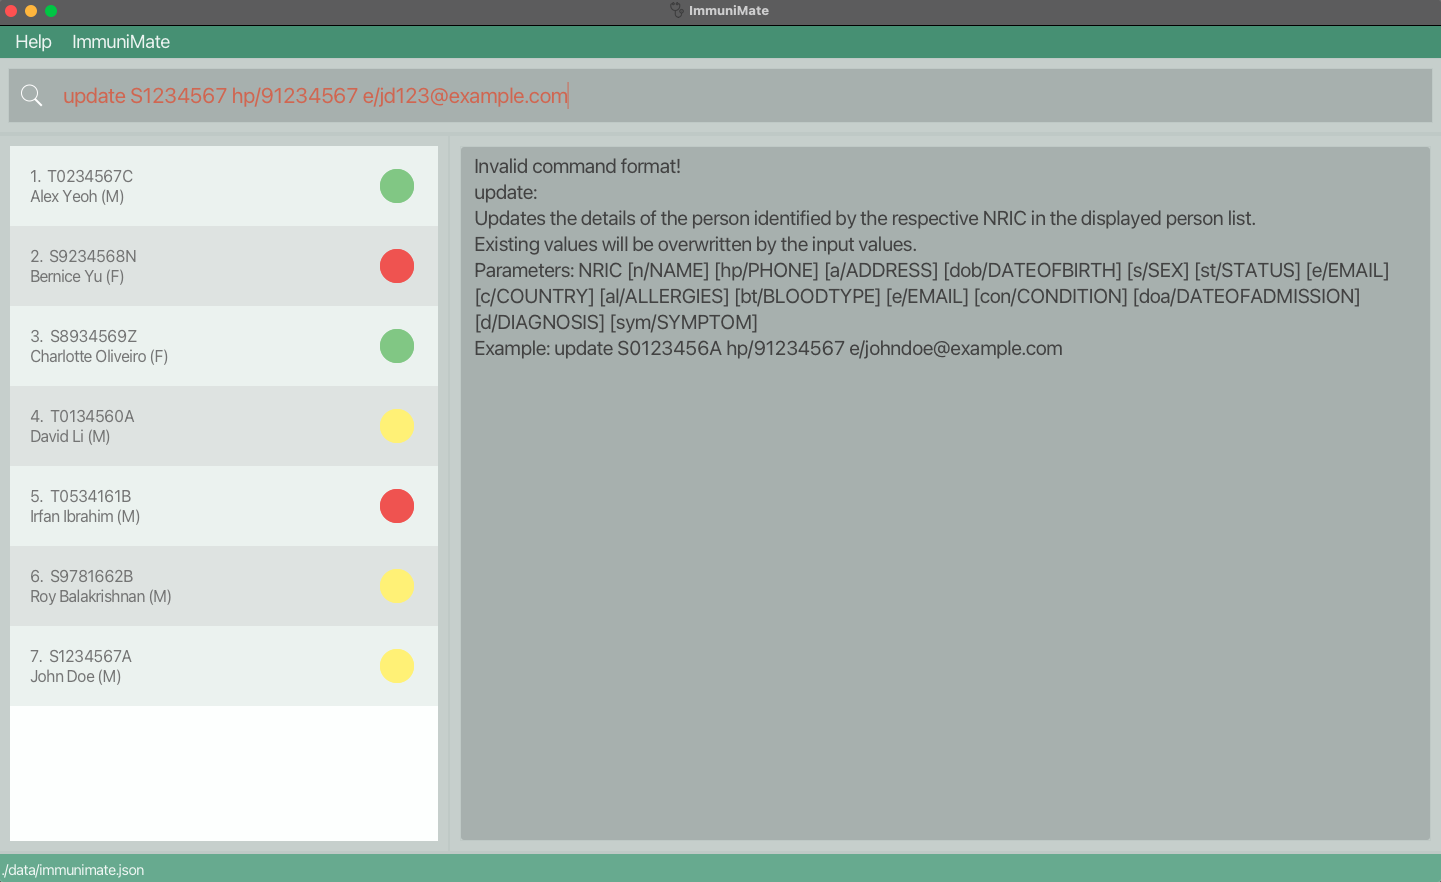 ImmuniMate
Help ImmuniMate
update S1234567 hp/91234567 e/jd123@example.com
1. T0234567C
Alex Yeoh (M)
2. S9234568N
Bernice Yu (F)
3. S8934569Z
Charlotte Oliveiro (F)
4. T0134560A
David Li (M)
5. T0534161B
Irfan Ibrahim (M)
6. S9781662B
Roy Balakrishnan (M)
7. S1234567A
John Doe (M)
Invalid command format!
update:
Updates the details of the person identified by the respective NRIC in the displayed person list.
Existing values will be overwritten by the input values.
Parameters: NRIC [n/NAME] [hp/PHONE] [a/ADDRESS] [dob/DATEOFBIRTH] [s/SEX] [st/STATUS] [e/EMAIL]
[c/COUNTRY] [al/ALLERGIES] [bt/BLOODTYPE] [e/EMAIL] [con/CONDITION] [doa/DATEOFADMISSION]
[d/DIAGNOSIS] [sym/SYMPTOM]
Example: update S0123456A hp/91234567 e/johndoe@example.com
./data/immunimate.json